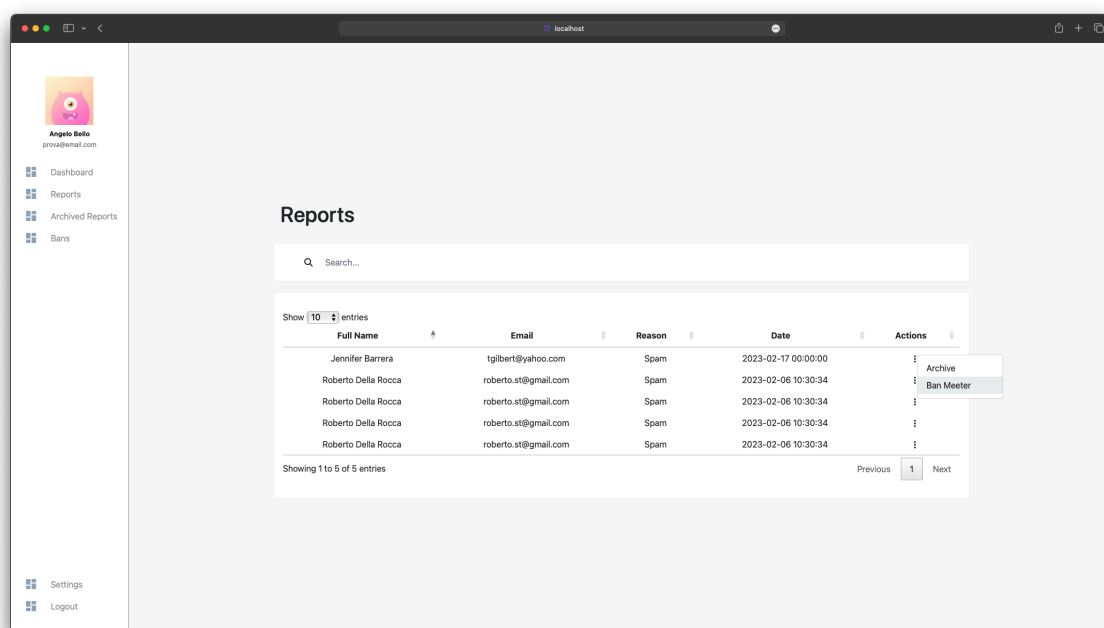 localhost
Angelo Bello
prova@email.com
Dashboard
Reports
Archived Reports
Bans
Settings
Logout
Reports
Search...
Show 10 entries
Full Name Email Reason Date Actions
Jennifer Barrera tgilbert@yahoo.com Spam 2023-02-17 00:00:00
Roberto Della Rocca roberto.st@gmail.com Spam 2023-02-06 10:30:34
Roberto Della Rocca roberto.st@gmail.com Spam 2023-02-06 10:30:34
Roberto Della Rocca roberto.st@gmail.com Spam 2023-02-06 10:30:34
Roberto Della Rocca roberto.st@gmail.com Spam 2023-02-06 10:30:34
Archive
Ban Meeter
Showing 1 to 5 of 5 entries
Previous 1 Next